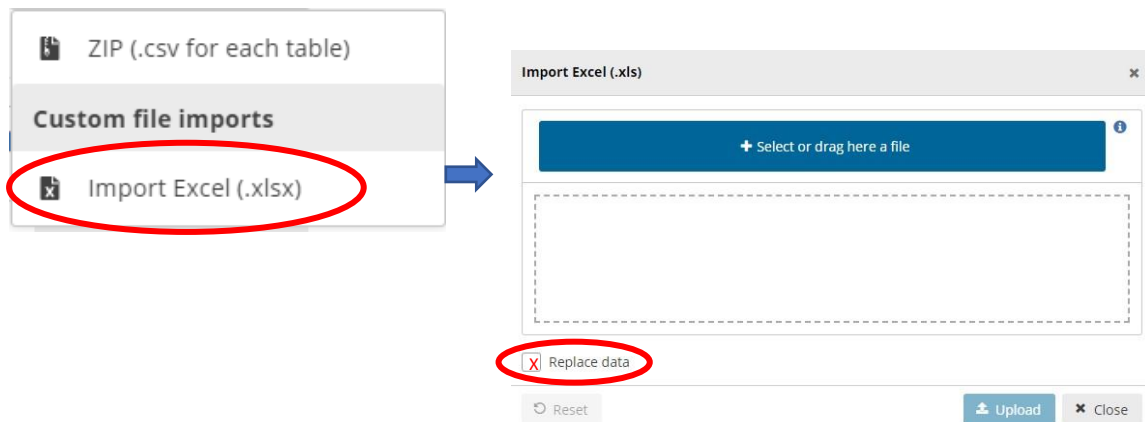 ZIP (.csv for each table)
Custom file imports
Import Excel (.xlsx)
Import Excel (.xls)
Select or drag here a file
X Replace data
Reset
Upload
Close